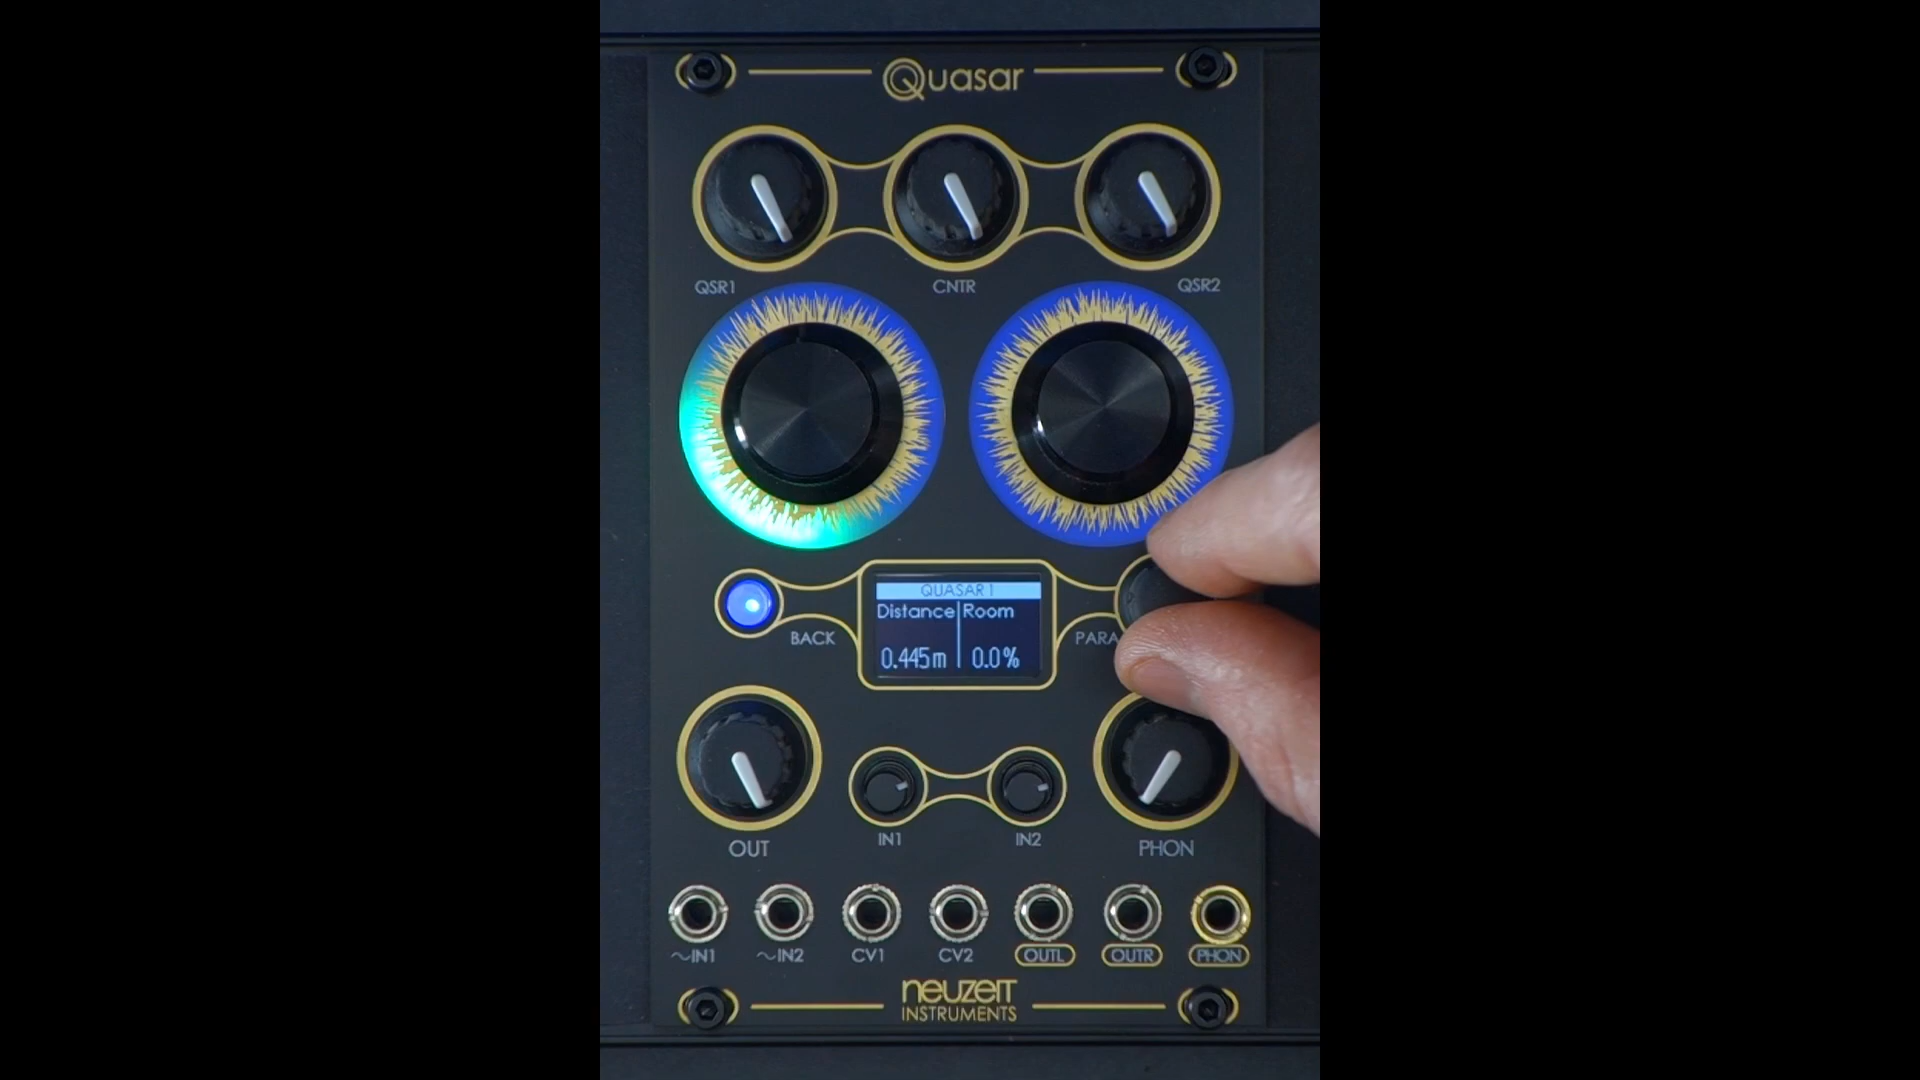 Quasar
QSR1
CNTR
QSR2
QUASAR 1
Distance
Room
0.445m
0.0%
BACK
PARA
OUT
IN1
IN2
PHON
~IN1
~IN2
CV1
CV2
OUTL
OUTR
PHON
neuzeit
INSTRUMENTS